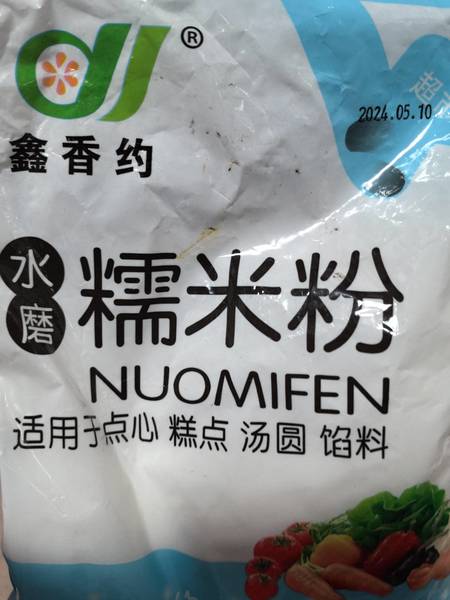 ®
2024.05.10
鑫香约
水磨
糯米粉
NUOMIFEN
适用于点心 糕点 汤圆 馅料